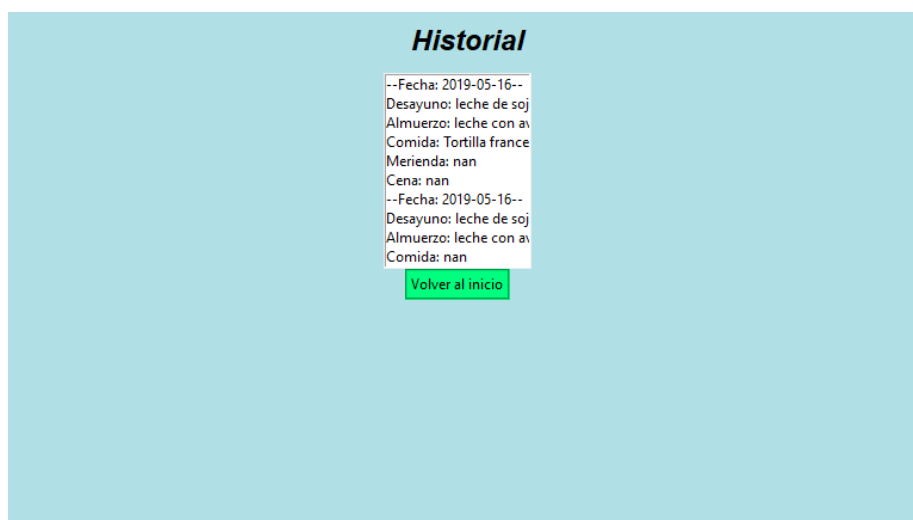 Historial
--Fecha: 2019-05-16--
Desayuno: leche de soj
Almuerzo: leche con av
Comida: Tortilla france
Merienda: nan
Cena: nan
--Fecha: 2019-05-16--
Desayuno: leche de soj
Almuerzo: leche con av
Comida: nan
Volver al inicio